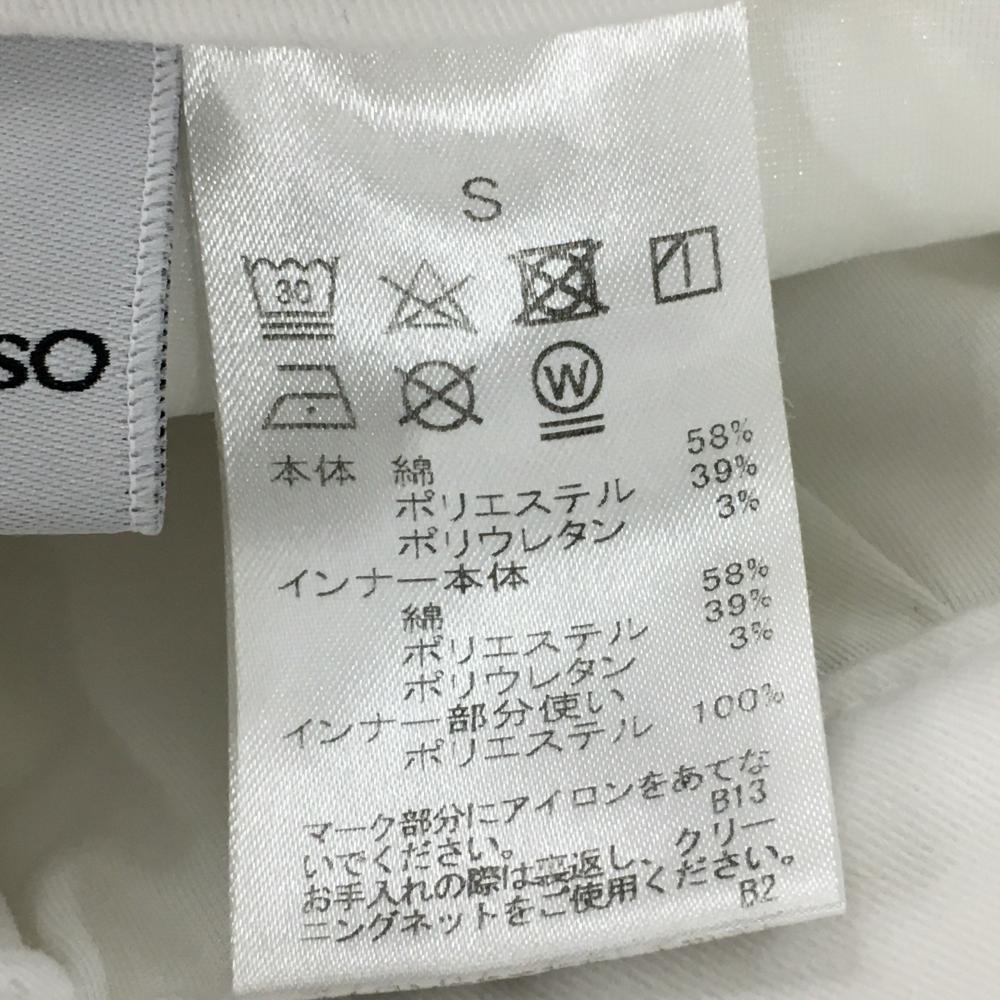 SO
S
30
W
本体 綿 58%
ポリエステル 39%
ポリウレタン 3%
インナー本体
綿 58%
ポリエステル 39%
ポリウレタン 3%
インナー部分使い
ポリエステル 100%
マーク部分にアイロンをあてな
いでください。 B13
お手入れの際は裏返し、クリー
ニングネットをご使用ください。
B2